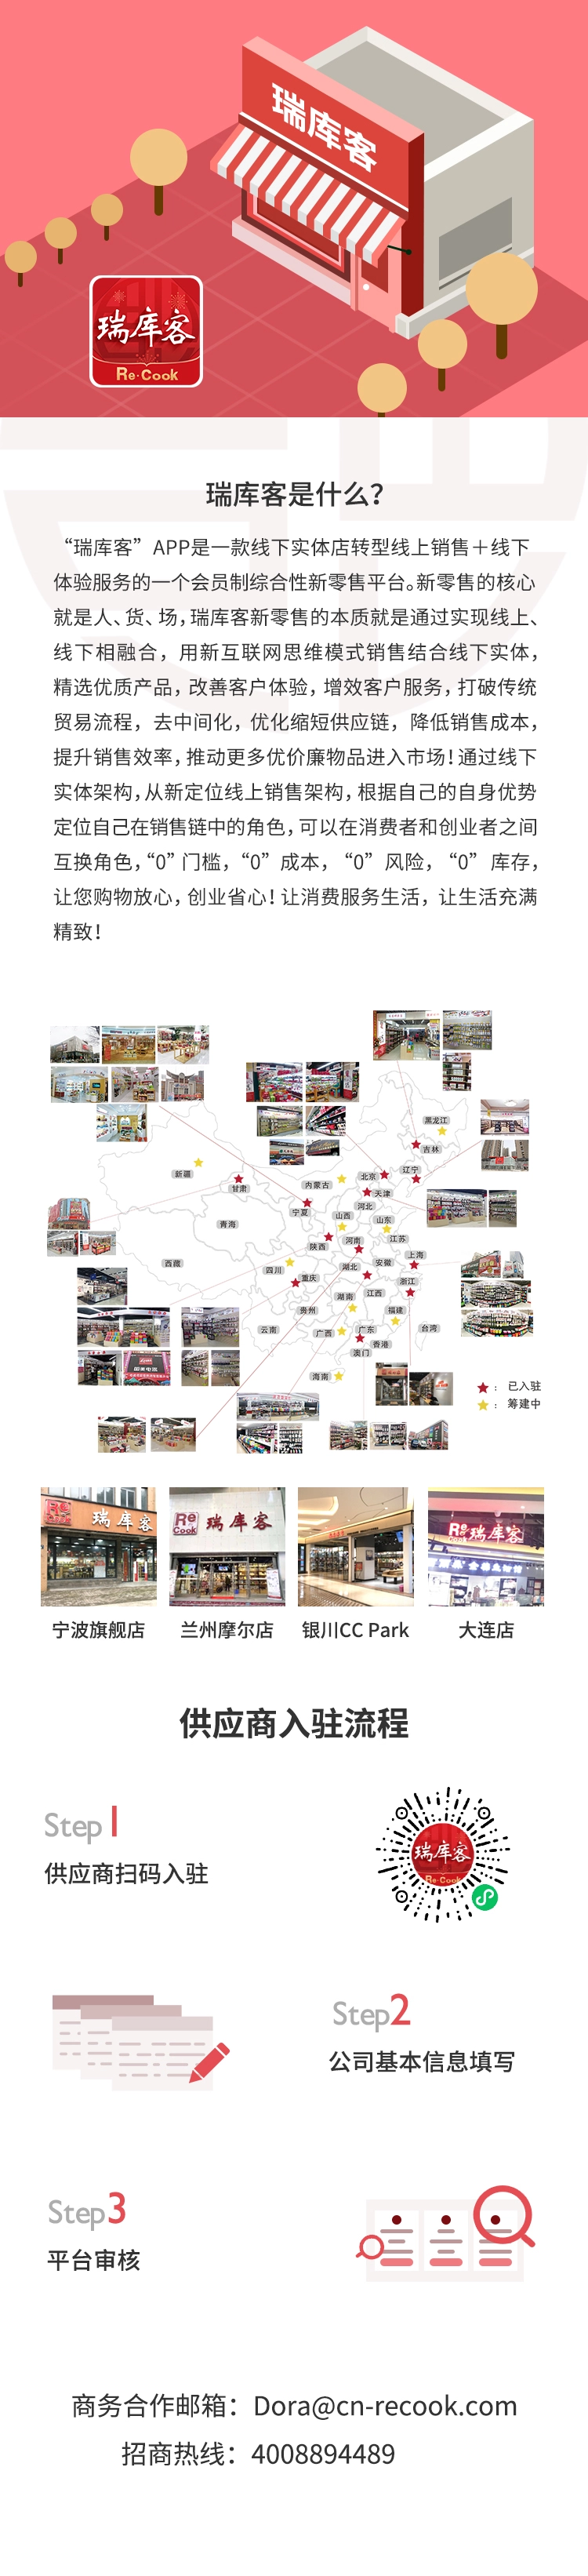 瑞库客
瑞库客
Re·Cook
瑞库客是什么?
“瑞库客”APP是一款线下实体店转型线上销售＋线下
体验服务的一个会员制综合性新零售平台。新零售的核心
就是人、货、场，瑞库客新零售的本质就是通过实现线上、
线下相融合，用新互联网思维模式销售结合线下实体，
精选优质产品，改善客户体验，增效客户服务，打破传统
贸易流程，去中间化，优化缩短供应链，降低销售成本，
提升销售效率，推动更多优价廉物品进入市场！通过线下
实体架构，从新定位线上销售架构，根据自己的自身优势
定位自己在销售链中的角色，可以在消费者和创业者之间
互换角色，“0”门槛，“0”成本，“0”风险，“0”库存，
让您购物放心，创业省心！让消费服务生活，让生活充满
精致！
黑龙江
吉林
辽宁
新疆
甘肃
内蒙古
北京
天津
宁夏
河北
山西
山东
青海
陕西
河南
江苏
西藏
四川
重庆
湖北
安徽
上海
浙江
湖南
江西
贵州
福建
云南
广西
广东
台湾
香港
澳门
海南
：已入驻
：筹建中
瑞库客
Re Cook 瑞库客
Re 瑞库客
宁波旗舰店
兰州摩尔店
银川CC Park
大连店
供应商入驻流程
Step 1
供应商扫码入驻
瑞库客
Re·Cook
Step2
公司基本信息填写
Step3
平台审核
商务合作邮箱：Dora@cn-recook.com
招商热线：4008894489